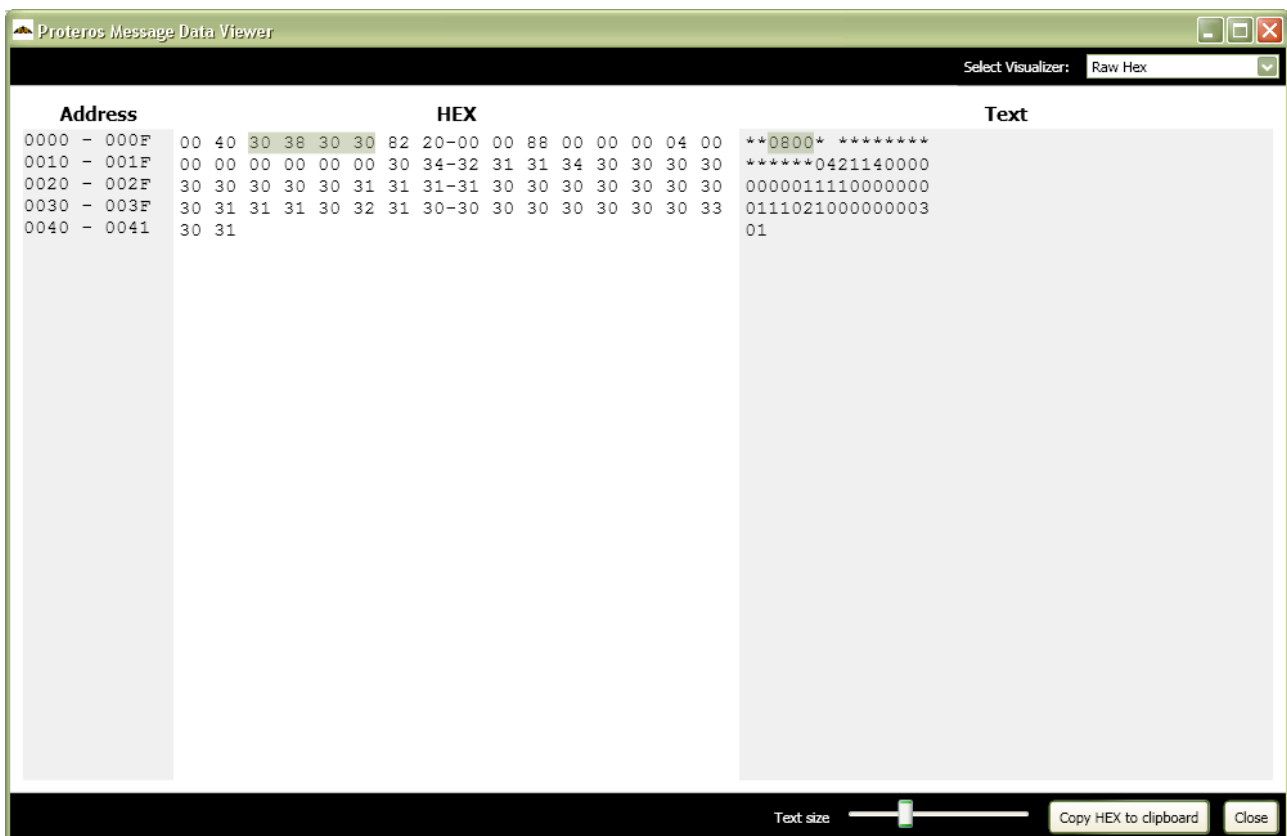 Proteros Message Data Viewer
Select Visualizer: Raw Hex
Address HEX Text
0000 - 000F 00 40 30 38 30 30 82 20-00 00 88 00 00 00 04 00 **0800* ********
0010 - 001F 00 00 00 00 00 00 30 34-32 31 31 34 30 30 30 30 ******0421140000
0020 - 002F 30 30 30 30 30 31 31 31-31 30 30 30 30 30 30 30 0000011110000000
0030 - 003F 30 31 31 31 30 32 31 30-30 30 30 30 30 30 30 33 0111021000000003
0040 - 0041 30 31 01
Text size Copy HEX to clipboard Close